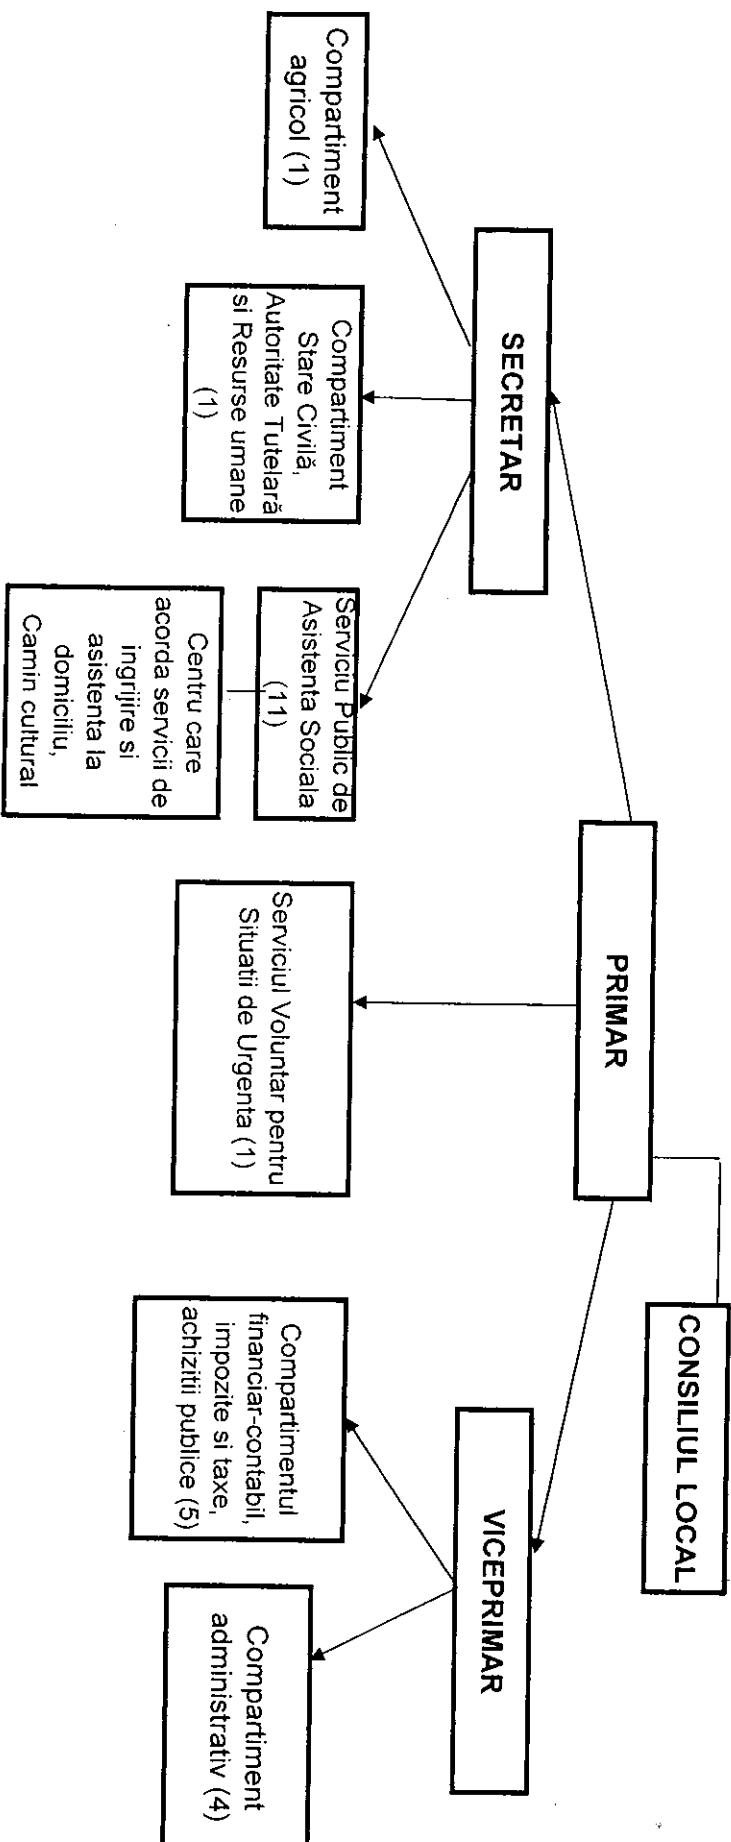 CONSILIUL LOCAL
PRIMAR
SECRETAR
VICEPRIMAR
Compartiment
agricol (1)
Compartiment
Stare Civilă,
Autoritate Tutelară
si Resurse umane
(1)
Serviciu Public de
Asistenta Sociala
(11)
Centru care
acorda servicii de
ingrijire si
asistenta la
domiciliu,
Camin cultural
Serviciul Voluntar pentru
Situatii de Urgenta (1)
Compartimentul
financiar-contabil,
impozite si taxe,
achizitii publice (5)
Compartiment
administrativ (4)